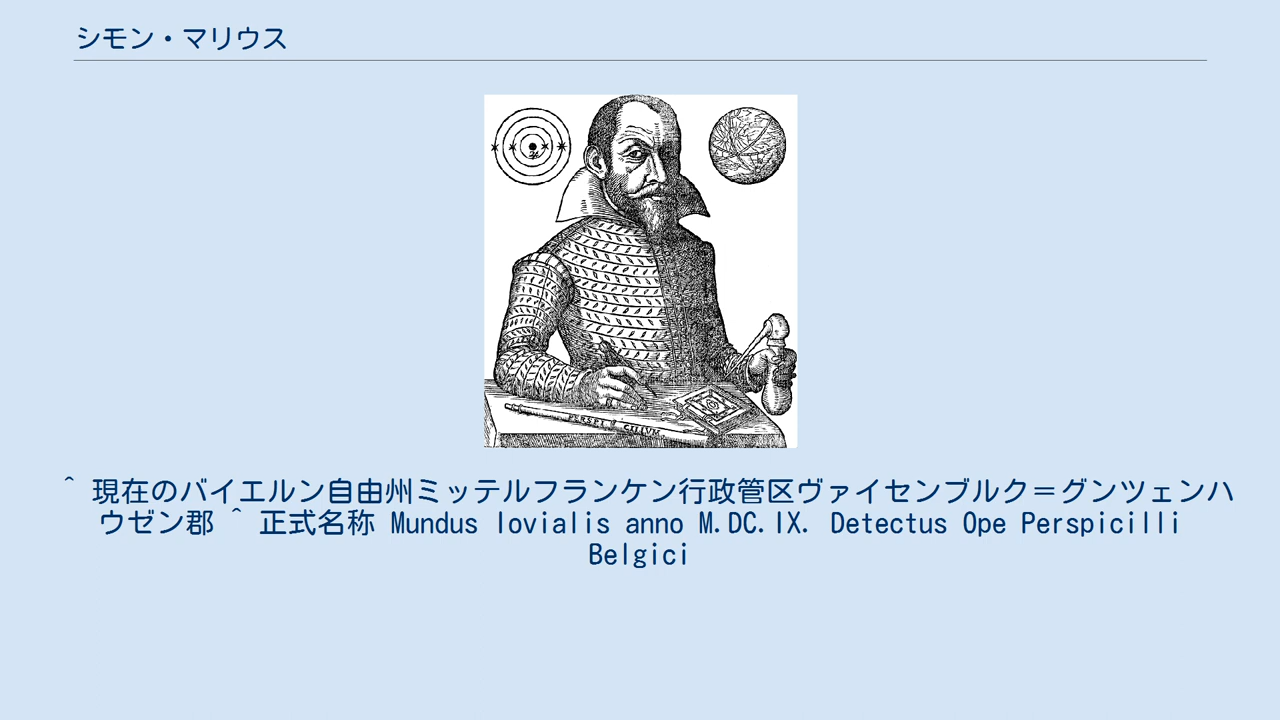 シモン・マリウス
PERSPICILLUM.
^ 現在のバイエルン自由州ミッテルフランケン行政管区ヴァイセンブルク＝グンツェンハ
ウゼン郡 ^ 正式名称 Mundus Iovialis anno M.DC.IX. Detectus Ope Perspicilli
Belgici